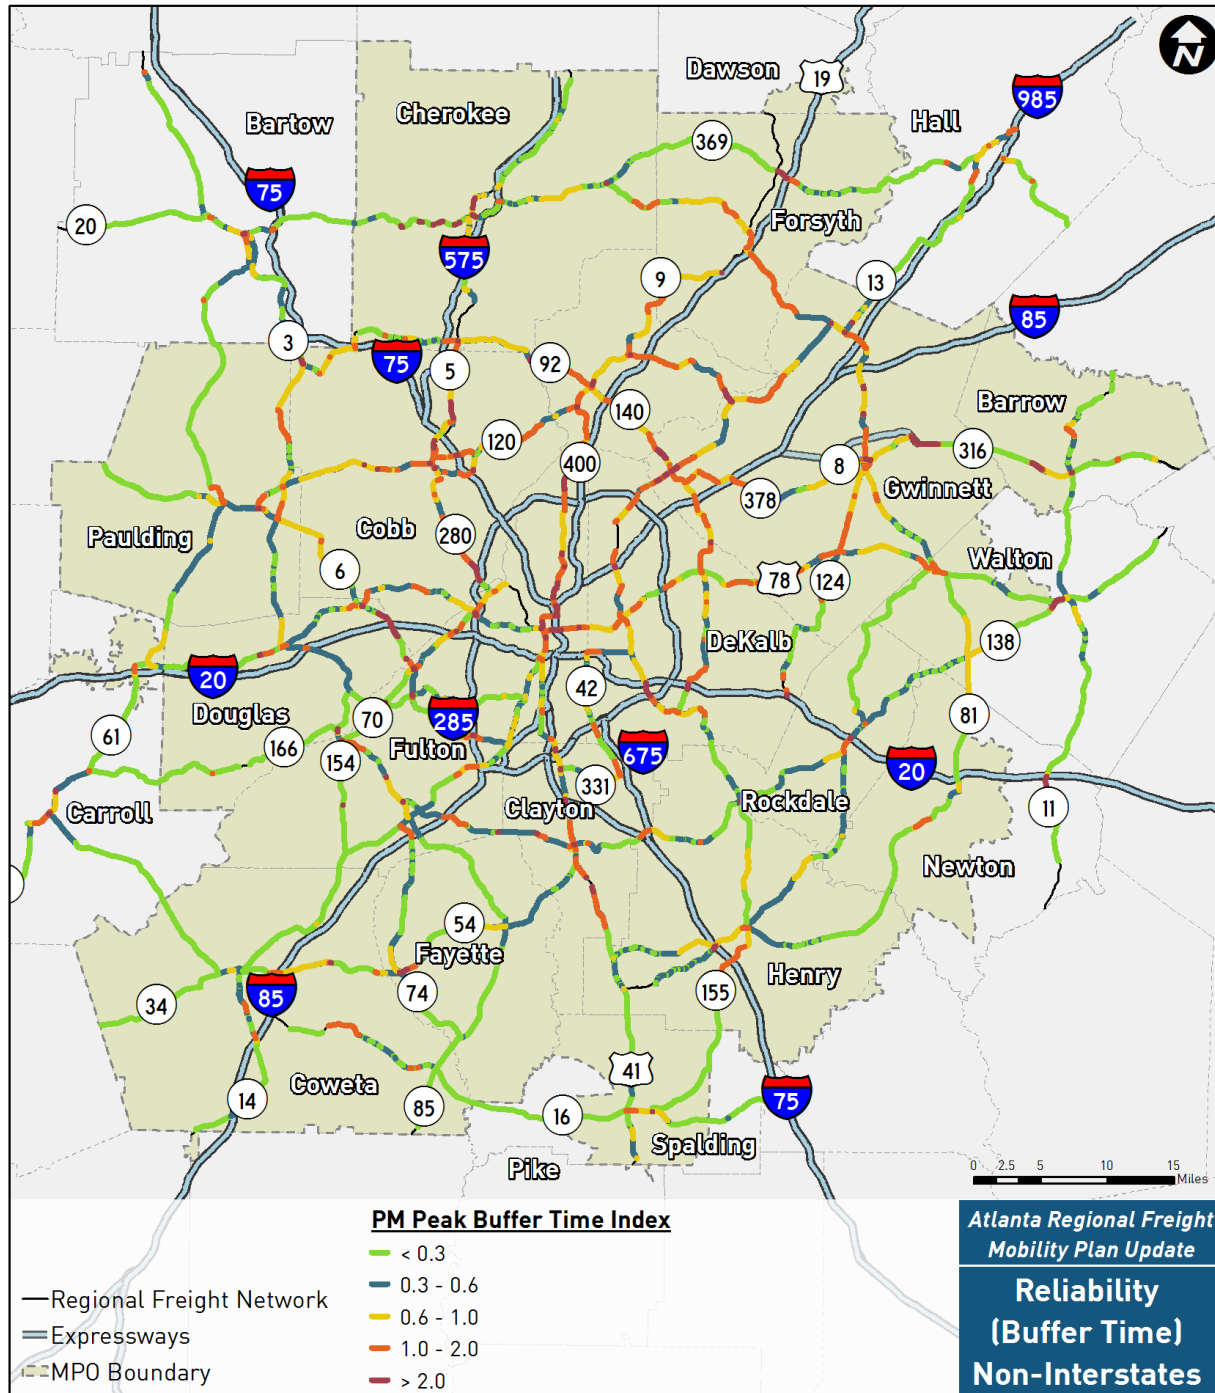 N
Dawson
19
985
Hall
Bartow
Cherokee
369
75
20
Forsyth
575
9
13
85
3
75
5
92
Barrow
140
120
400
316
8
Gwinnett
378
Paulding
Cobb
280
6
78
124
Walton
DeKalb
138
20
42
Douglas
70
285
81
61
166
Fulton
675
154
20
331
Clayton
Rockdale
Carroll
11
Newton
54
Fayette
Henry
34
85
74
155
41
Coweta
14
85
16
75
Spalding
Pike
0 2.5 5 10 15
Miles
PM Peak Buffer Time Index
< 0.3
0.3 - 0.6
0.6 - 1.0
1.0 - 2.0
> 2.0
Regional Freight Network
Expressways
MPO Boundary
Atlanta Regional Freight
Mobility Plan Update
Reliability
(Buffer Time)
Non-Interstates